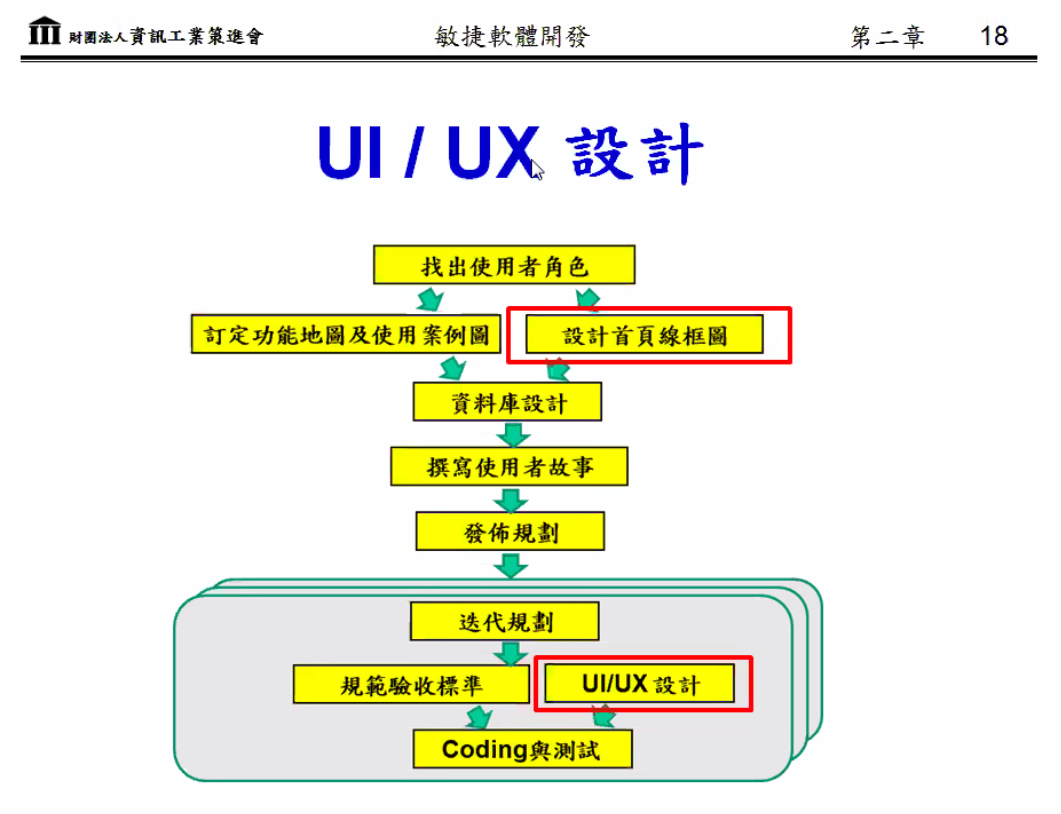 財團法人資訊工業策進會 敏捷軟體開發 第二章 18
UI / UX 設計
找出使用者角色
訂定功能地圖及使用案例圖 設計首頁線框圖
資料庫設計
撰寫使用者故事
發佈規劃
迭代規劃
規範驗收標準 UI/UX 設計
Coding與測試